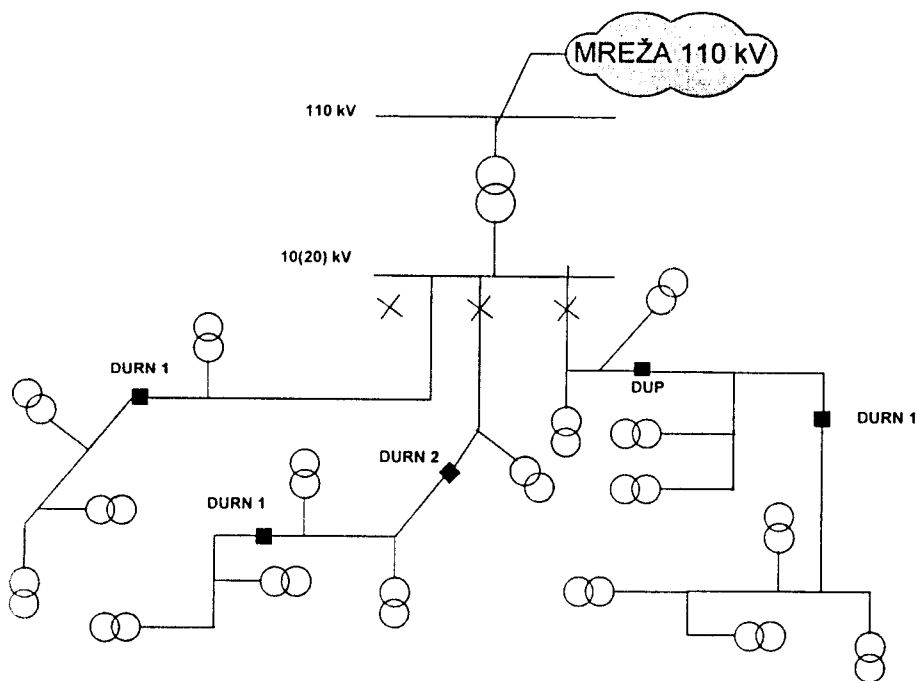 MREŽA 110 kV
110 kV
10(20) kV
DURN 1
DUP
DURN 1
DURN 2
DURN 1